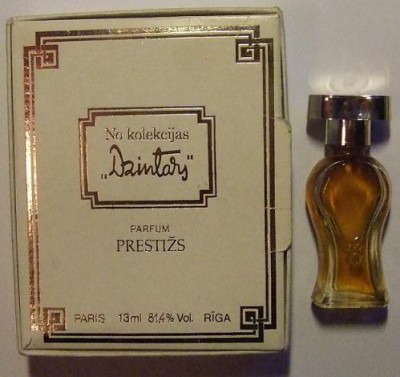 No kolekcijas
„Dzintars"
PARFUM
PRESTIŽS
PARIS 13ml 81,4% Vol. RĪGA